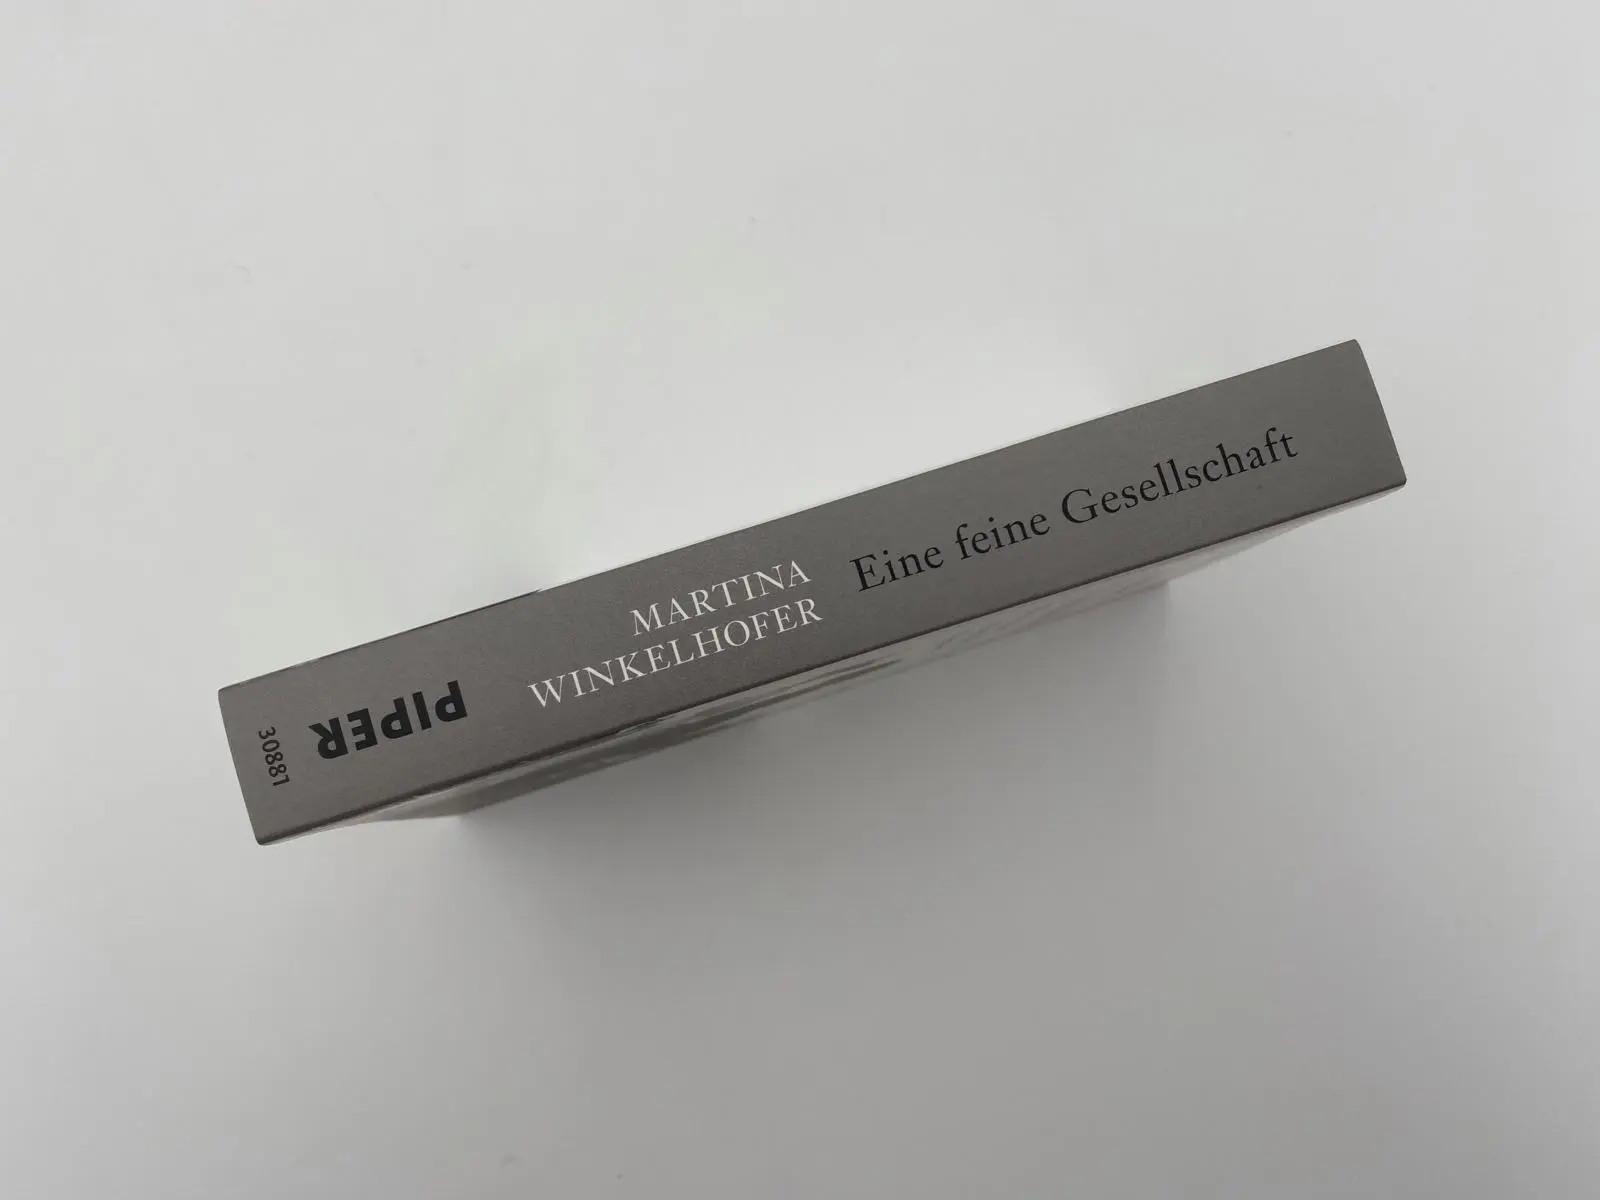 MARTINA
WINKELHOFER
Eine feine Gesellschaft
PIPER
30881